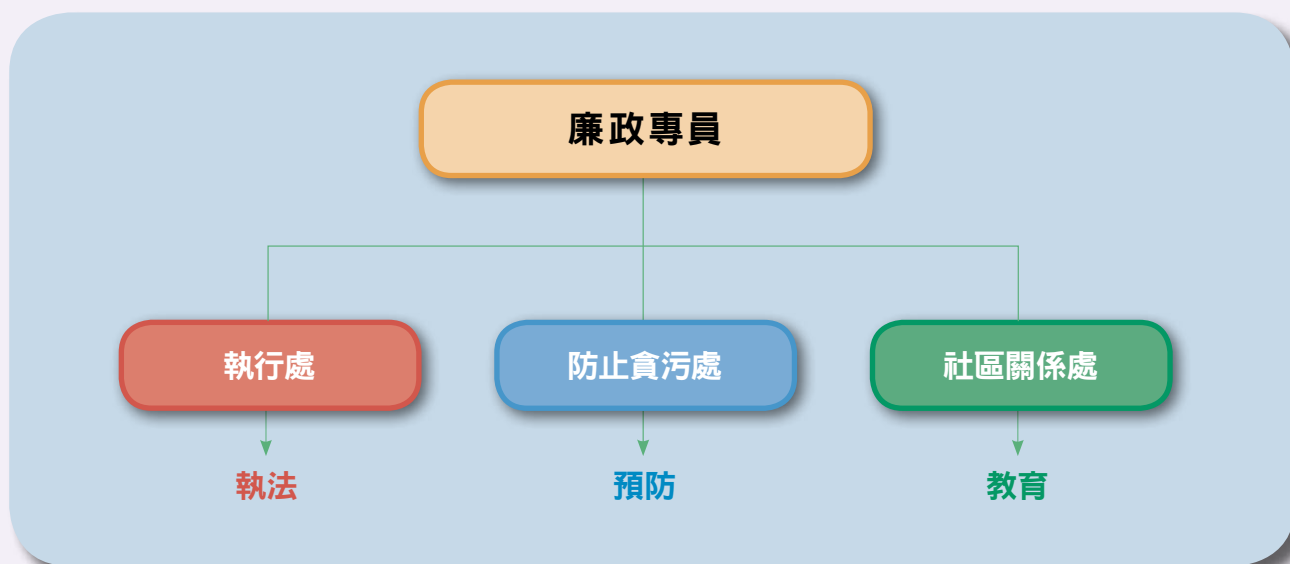 廉政專員
執行處
防止貪污處
社區關係處
執法
預防
教育